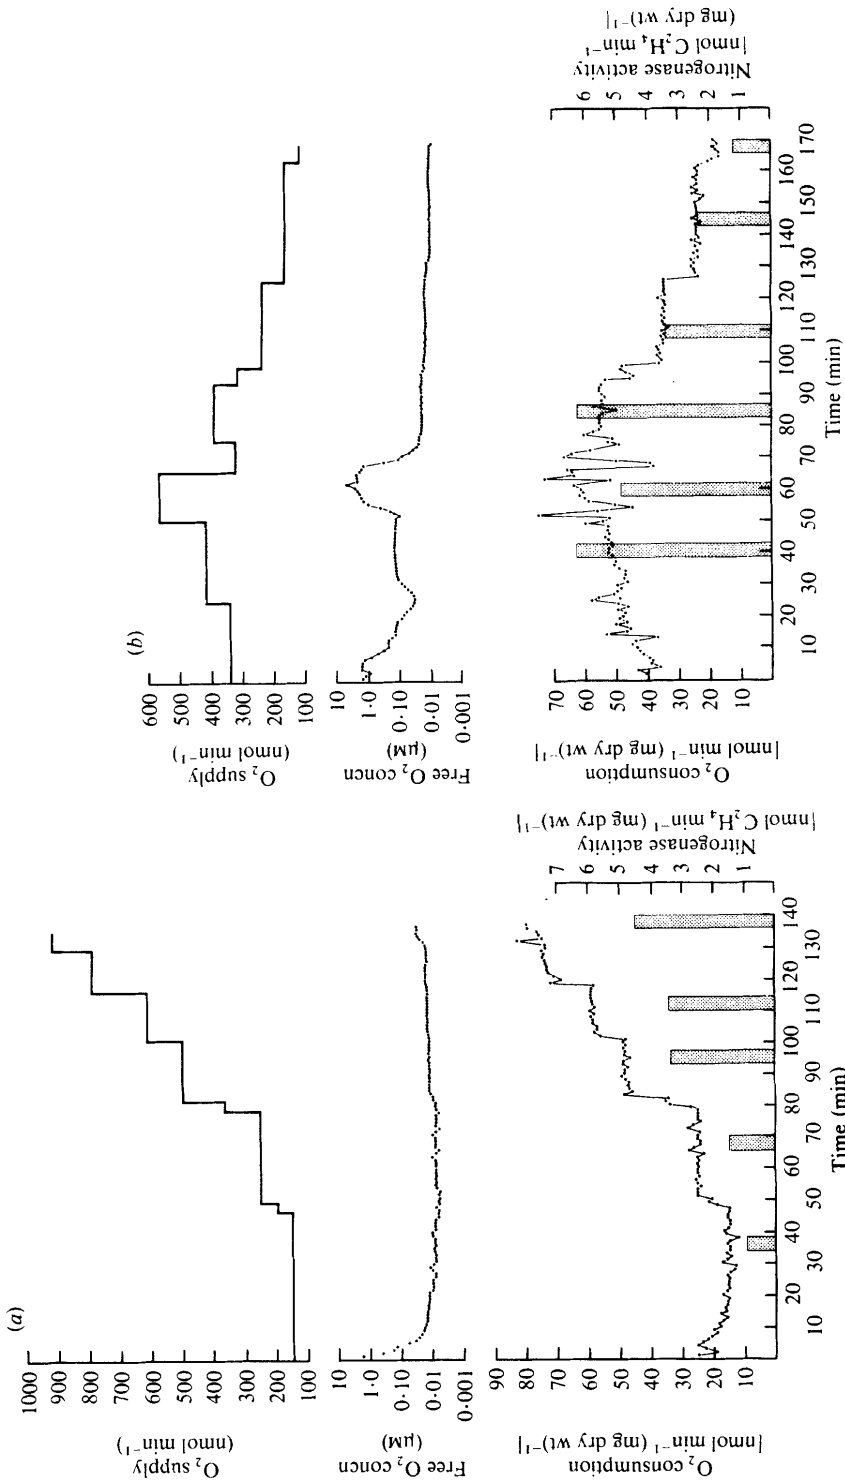 (a)
1000
900
800
700
600
500
400
300
200
100
O₂ supply
(nmol min⁻¹)
10
1·0
0·10
0·01
0·001
Free O₂ concn
(μM)
90
80
70
60
50
40
30
20
10
O₂ consumption
[nmol min⁻¹ (mg dry wt)⁻¹]
7
6
5
4
3
2
1
Nitrogenase activity
[nmol C₂H₄ min⁻¹ (mg dry wt)⁻¹]
10 20 30 40 50 60 70 80 90 100 110 120 130 140
Time (min)
(b)
600
500
400
300
200
100
O₂ supply
(nmol min⁻¹)
10
1·0
0·10
0·01
0·001
Free O₂ concn
(μM)
70
60
50
40
30
20
10
O₂ consumption
[nmol min⁻¹ (mg dry wt)⁻¹]
6
5
4
3
2
1
Nitrogenase activity
[nmol C₂H₄ min⁻¹
(mg dry wt)⁻¹]
10 20 30 40 50 60 70 80 90 100 110 120 130 140 150 160 170
Time (min)